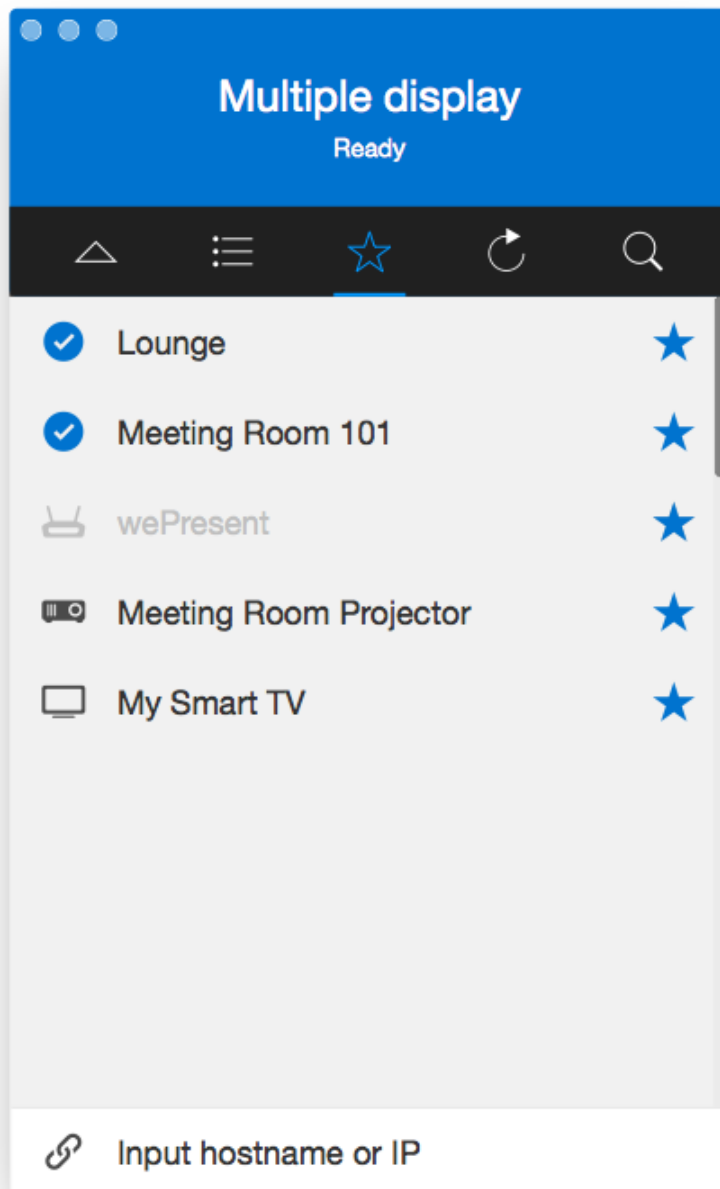 Multiple display
Ready
Lounge
Meeting Room 101
wePresent
Meeting Room Projector
My Smart TV
Input hostname or IP